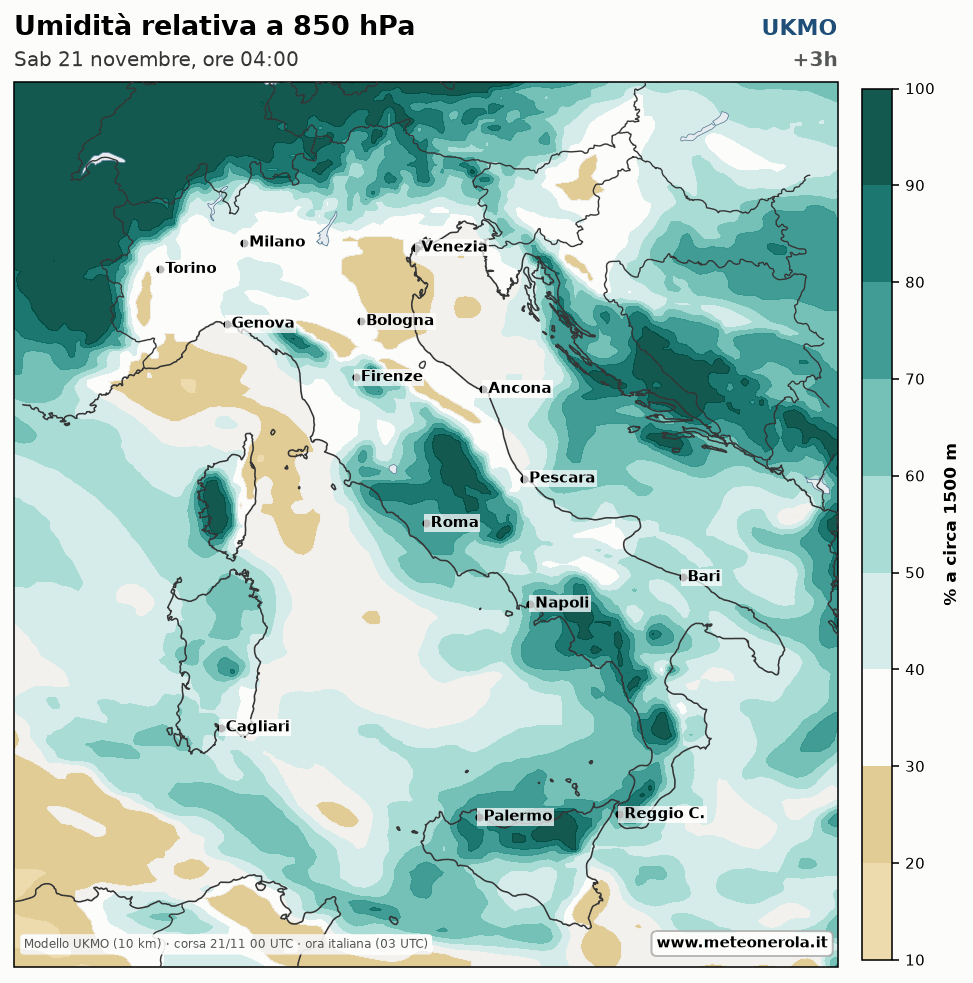 Umidità relativa a 850 hPa
UKMO
Sab 21 novembre, ore 04:00
+3h
100
90
80
70
60
50
40
30
20
10
% a circa 1500 m
Milano
Venezia
Torino
Genova
Bologna
Firenze
Ancona
Pescara
Roma
Bari
Napoli
Cagliari
Palermo
Reggio C.
Modello UKMO (10 km) · corsa 21/11 00 UTC · ora italiana (03 UTC)
www.meteonerola.it